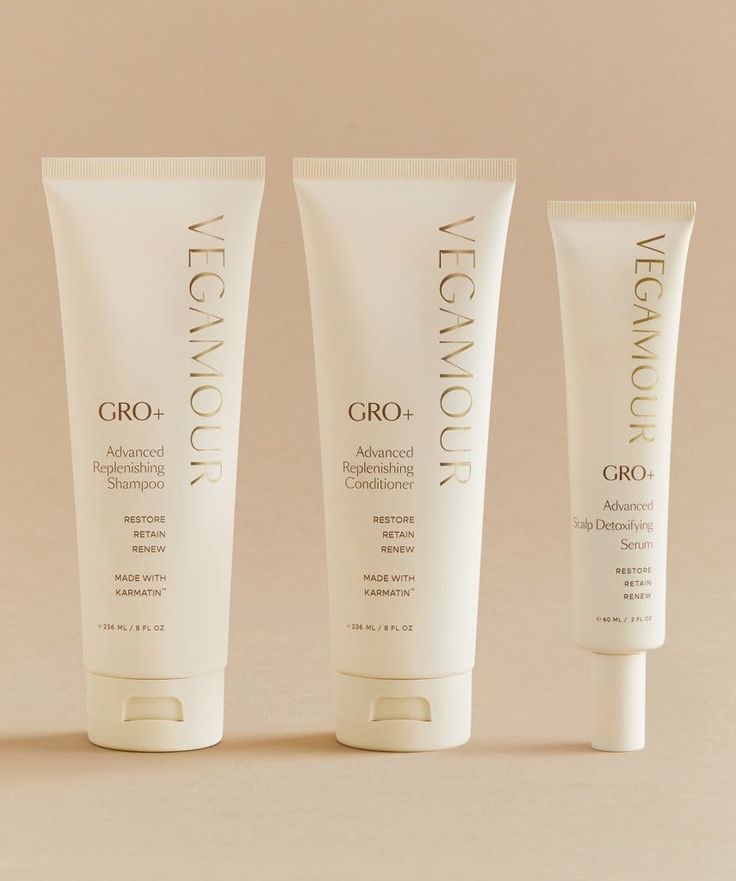 VEGAMOUR
GRO+
Advanced
Replenishing
Shampoo
RESTORE
RETAIN
RENEW
MADE WITH
KARMATIN™
℮ 236 ML / 8 FL OZ
VEGAMOUR
GRO+
Advanced
Replenishing
Conditioner
RESTORE
RETAIN
RENEW
MADE WITH
KARMATIN™
℮ 236 ML / 8 FL OZ
VEGAMOUR
GRO+
Advanced
Scalp Detoxifying
Serum
RESTORE
RETAIN
RENEW
℮ 60 ML / 2 FL OZ